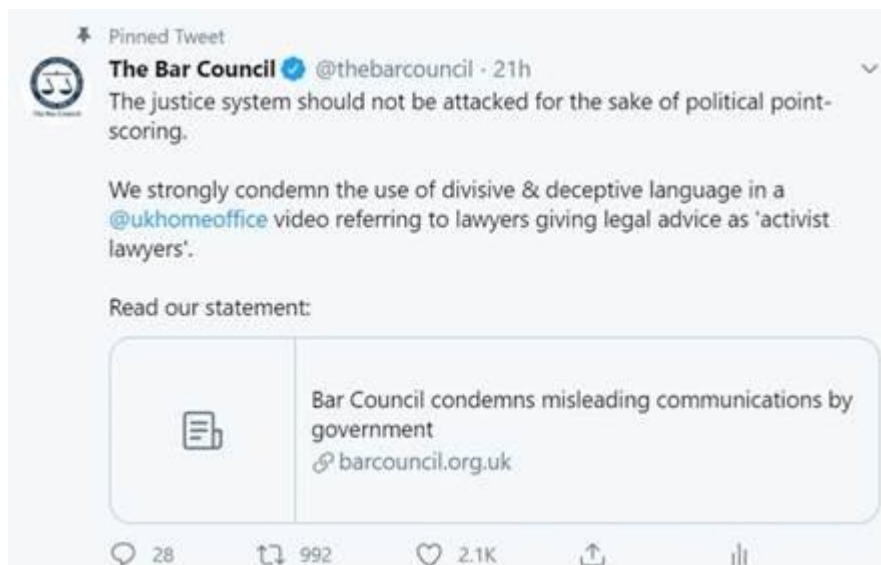 Pinned Tweet
The Bar Council @thebarcouncil · 21h
The justice system should not be attacked for the sake of political point-
scoring.
We strongly condemn the use of divisive & deceptive language in a
@ukhomeoffice video referring to lawyers giving legal advice as 'activist
lawyers'.
Read our statement:
Bar Council condemns misleading communications by
government
barcouncil.org.uk
28 992 2.1K